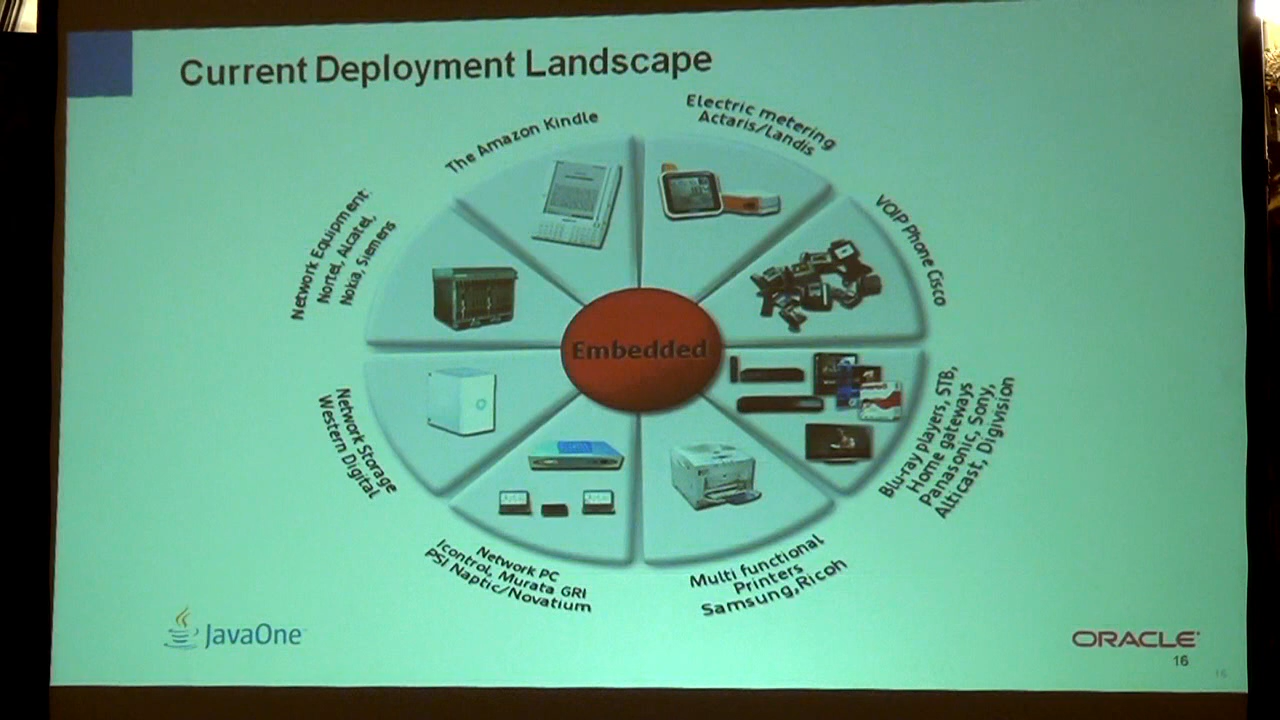 Current Deployment Landscape
The Amazon Kindle
Electric metering
Actaris/Landis
Network Equipment:
Nortel, Alcatel,
Nokia, Siemens
VOIP Phone Cisco
Embedded
Network Storage
Western Digital
Blu-ray players, STB,
Home gateways
Panasonic, Sony,
Alticast, Digivision
Network PC
Icontrol, Murata GRI
PSI Naptic/Novatium
Multi functional
Printers
Samsung,Ricoh
JavaOne
ORACLE
16
16